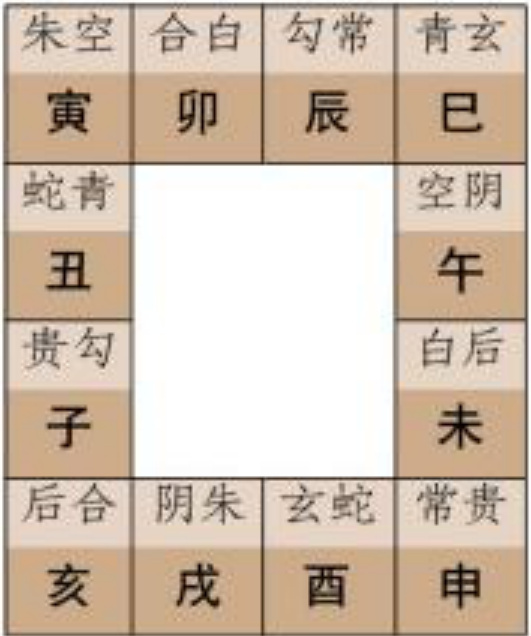 朱空 合白 勾常 青玄
寅 卯 辰 巳
蛇青 空阴
丑 午
贵勾 白后
子 未
后合 阴朱 玄蛇 常贵
亥 戌 酉 申